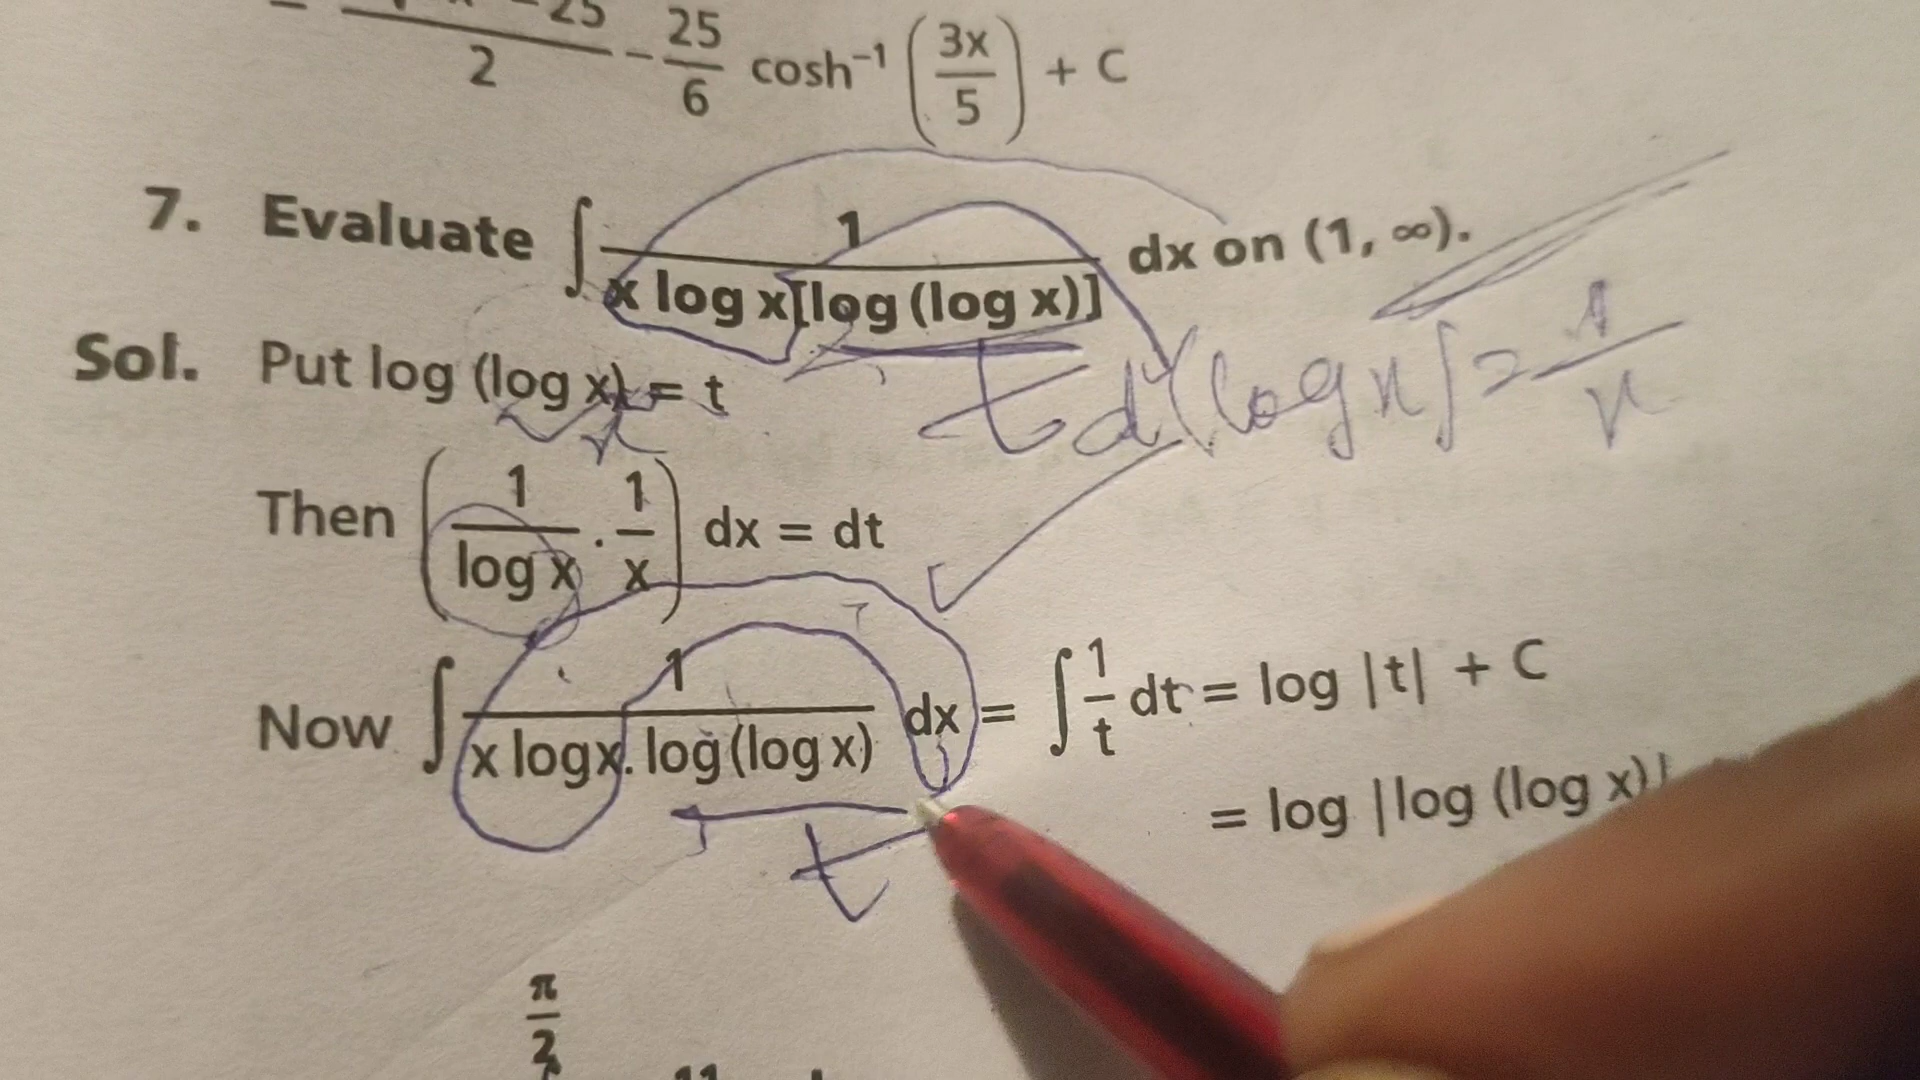 25
2 − 25/6 cosh⁻¹ (3x/5) + C
7. Evaluate ∫ 1/(x log x[log (log x)]) dx on (1, ∞).
Sol. Put log (log x) = t
t d(log x) = 1/x
Then (1/(log x) . 1/x) dx = dt
Now ∫ 1/(x logx. log (log x)) dx = ∫ 1/t dt = log |t| + C
= log |log (log x)|
t
π/2